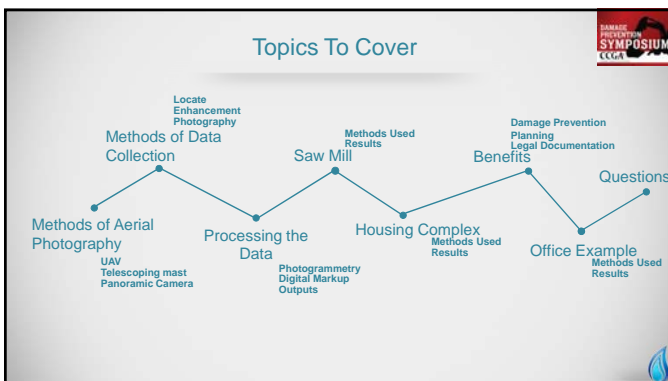 Topics To Cover
DAMAGE
PREVENTION
SYMPOSIUM
CCGA
Methods of Aerial
Photography
UAV
Telescoping mast
Panoramic Camera
Locate
Enhancement
Photography
Methods of Data
Collection
Processing the
Data
Photogrammetry
Digital Markup
Outputs
Saw Mill
Methods Used
Results
Housing Complex
Methods Used
Results
Damage Prevention
Planning
Legal Documentation
Benefits
Office Example
Methods Used
Results
Questions